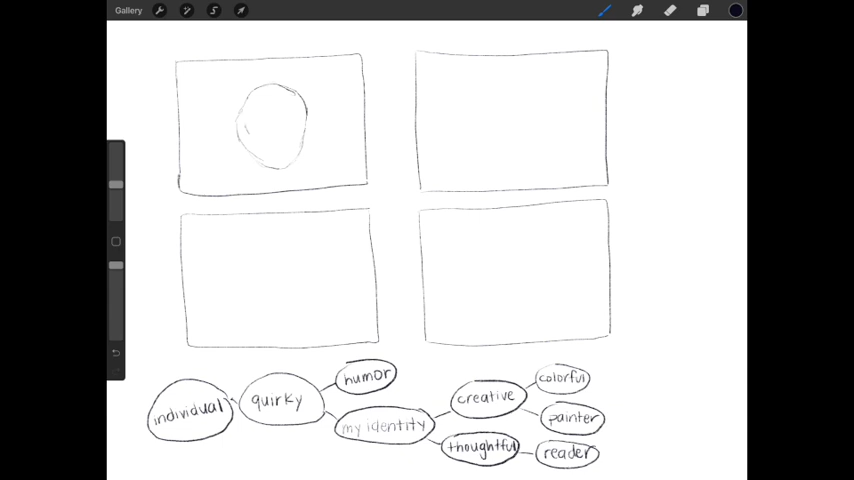 Gallery
individual
quirky
humor
my identity
creative
thoughtful
colorful
painter
reader